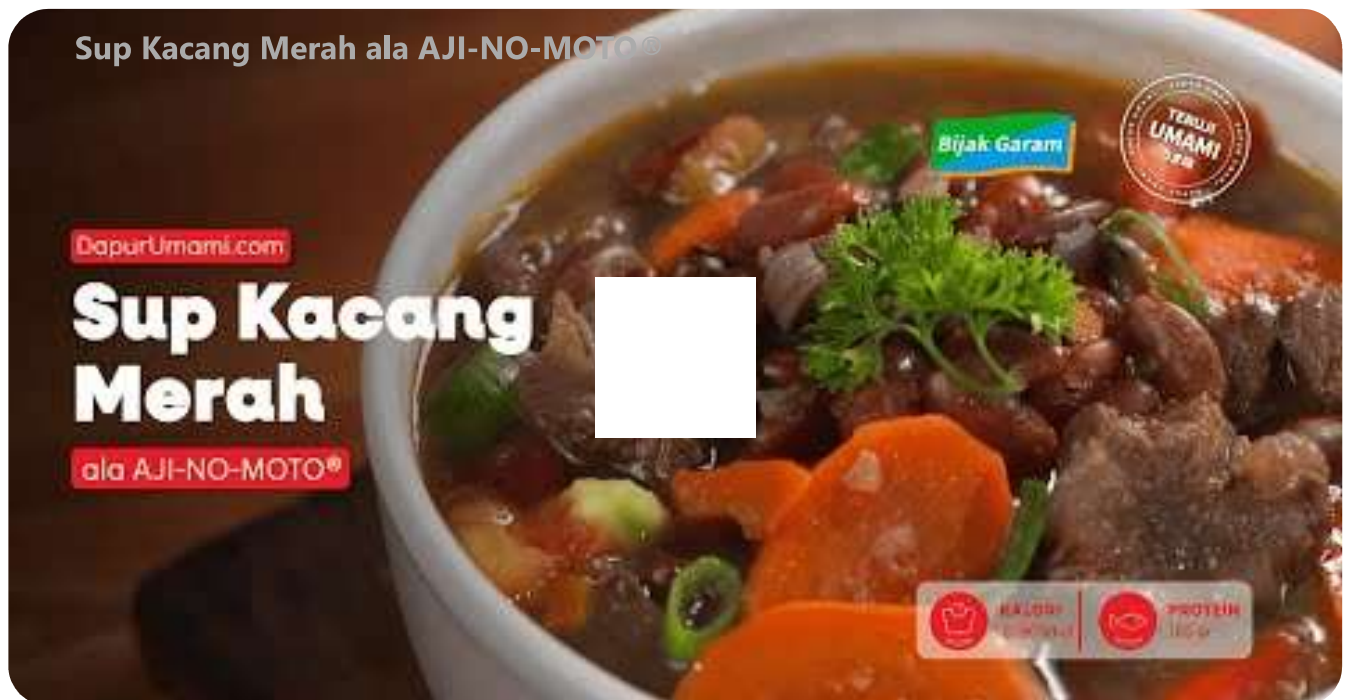 Sup Kacang Merah ala AJI-NO-MOTO®
Bijak Garam
TERUJI
UMAMI
DapurUmami.com
Sup Kacang
Merah
ala AJI-NO-MOTO®
KALORI
PROTEIN